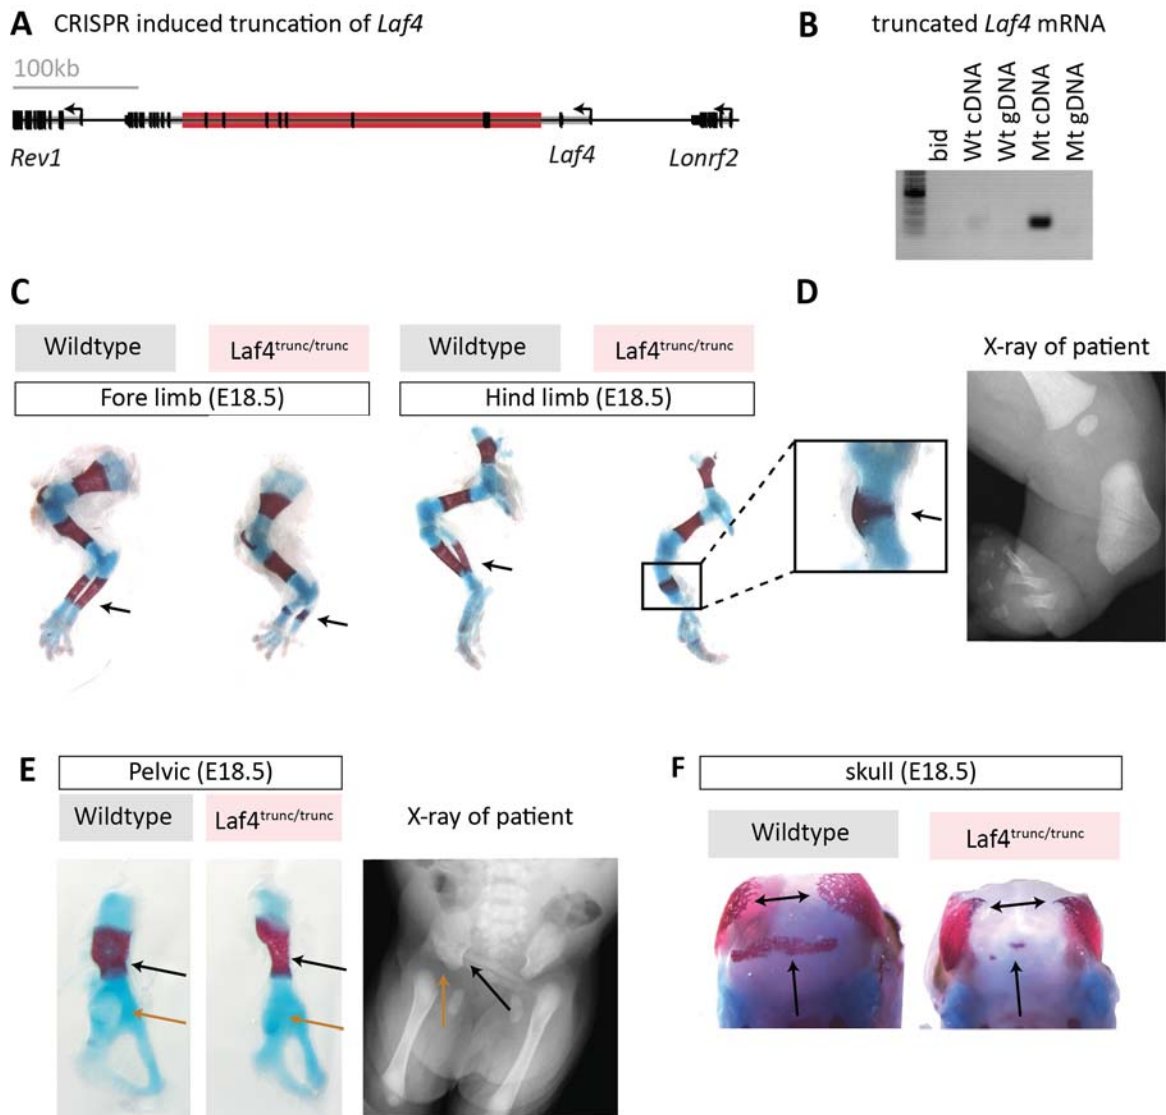 A CRISPR induced truncation of Laf4
100kb
Rev1
Laf4
Lonrf2
B truncated Laf4 mRNA
bid
Wt cDNA
Wt gDNA
Mt cDNA
Mt gDNA
C
Wildtype
Laf4trunc/trunc
Wildtype
Laf4trunc/trunc
Fore limb (E18.5)
Hind limb (E18.5)
D
X-ray of patient
E
Pelvic (E18.5)
Wildtype
Laf4trunc/trunc
X-ray of patient
F
skull (E18.5)
Wildtype
Laf4trunc/trunc